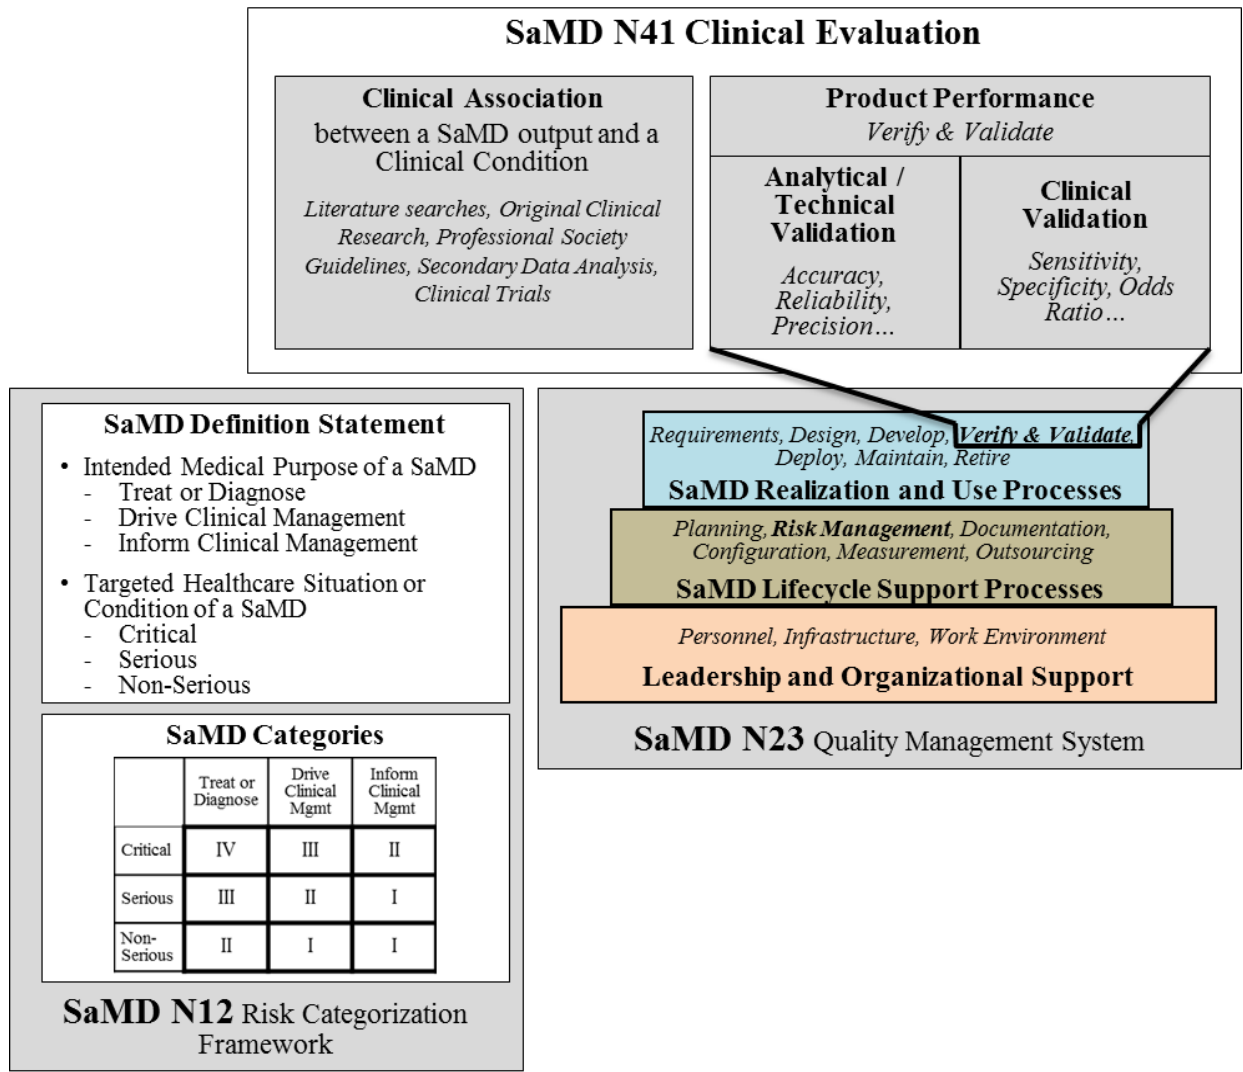 SaMD N41 Clinical Evaluation
Clinical Association
between a SaMD output and a
Clinical Condition
Literature searches, Original Clinical
Research, Professional Society
Guidelines, Secondary Data Analysis,
Clinical Trials
Product Performance
Verify & Validate
Analytical /
Technical
Validation
Accuracy,
Reliability,
Precision…
Clinical
Validation
Sensitivity,
Specificity, Odds
Ratio…
SaMD Definition Statement
• Intended Medical Purpose of a SaMD
- Treat or Diagnose
- Drive Clinical Management
- Inform Clinical Management
• Targeted Healthcare Situation or
Condition of a SaMD
- Critical
- Serious
- Non-Serious
SaMD Categories
Treat or
Diagnose
Drive
Clinical
Mgmt
Inform
Clinical
Mgmt
Critical IV III II
Serious III II I
Non-
Serious II I I
SaMD N12 Risk Categorization
Framework
Requirements, Design, Develop, Verify & Validate,
Deploy, Maintain, Retire
SaMD Realization and Use Processes
Planning, Risk Management, Documentation,
Configuration, Measurement, Outsourcing
SaMD Lifecycle Support Processes
Personnel, Infrastructure, Work Environment
Leadership and Organizational Support
SaMD N23 Quality Management System